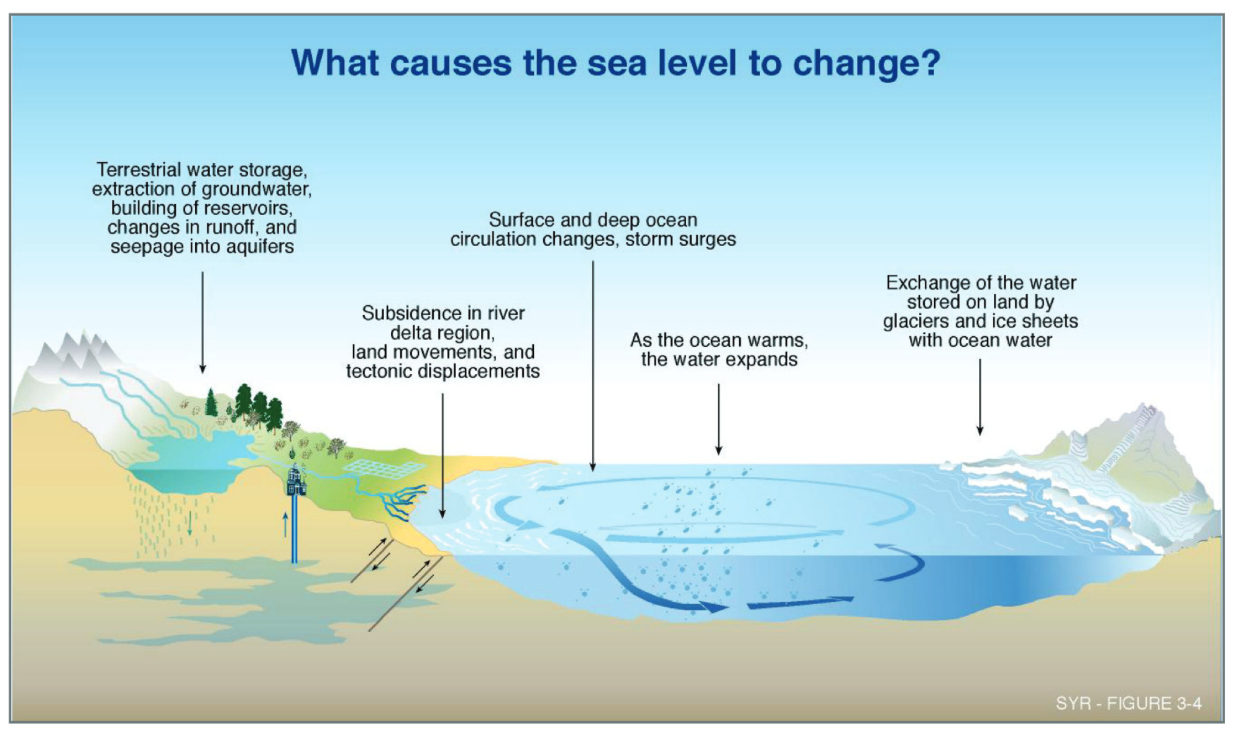 What causes the sea level to change?
Terrestrial water storage,
extraction of groundwater,
building of reservoirs,
changes in runoff, and
seepage into aquifers
Surface and deep ocean
circulation changes, storm surges
Subsidence in river
delta region,
land movements, and
tectonic displacements
As the ocean warms,
the water expands
Exchange of the water
stored on land by
glaciers and ice sheets
with ocean water
SYR - FIGURE 3-4